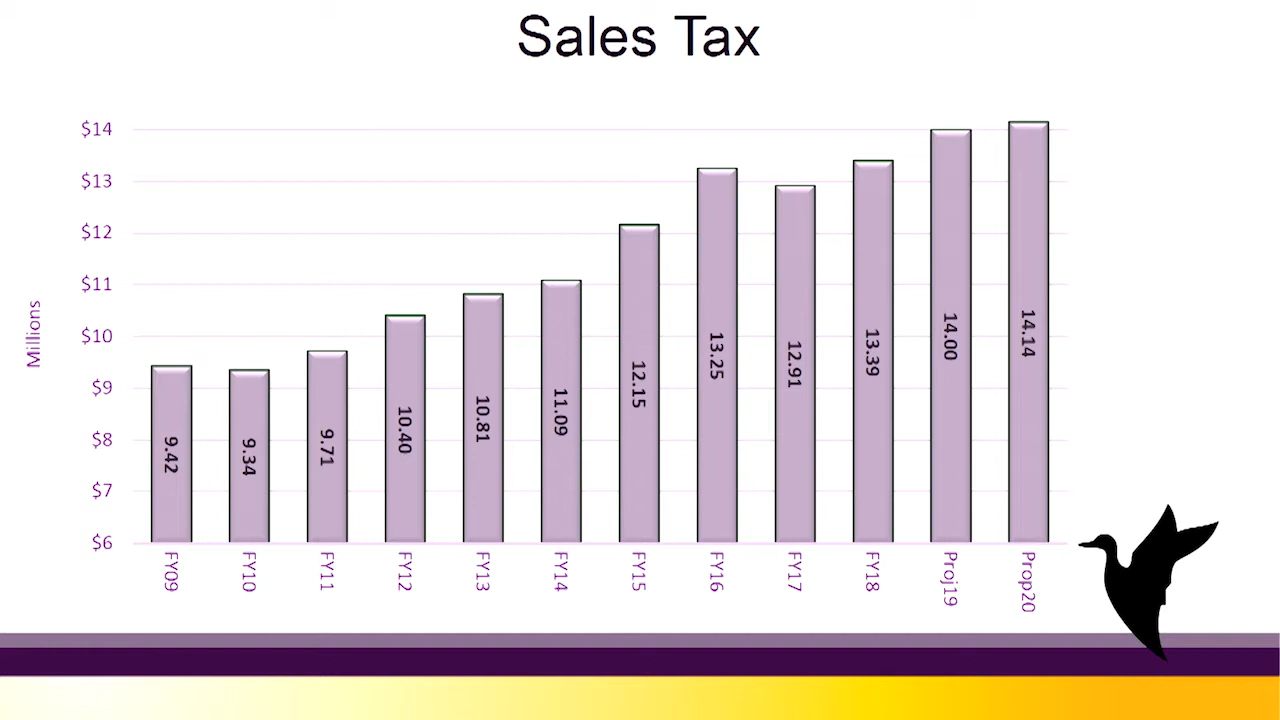 Sales Tax
Millions
$14
$13
$12
$11
$10
$9
$8
$7
$6
9.42
9.34
9.71
10.40
10.81
11.09
12.15
13.25
12.91
13.39
14.00
14.14
FY09
FY10
FY11
FY12
FY13
FY14
FY15
FY16
FY17
FY18
Proj19
Prop20